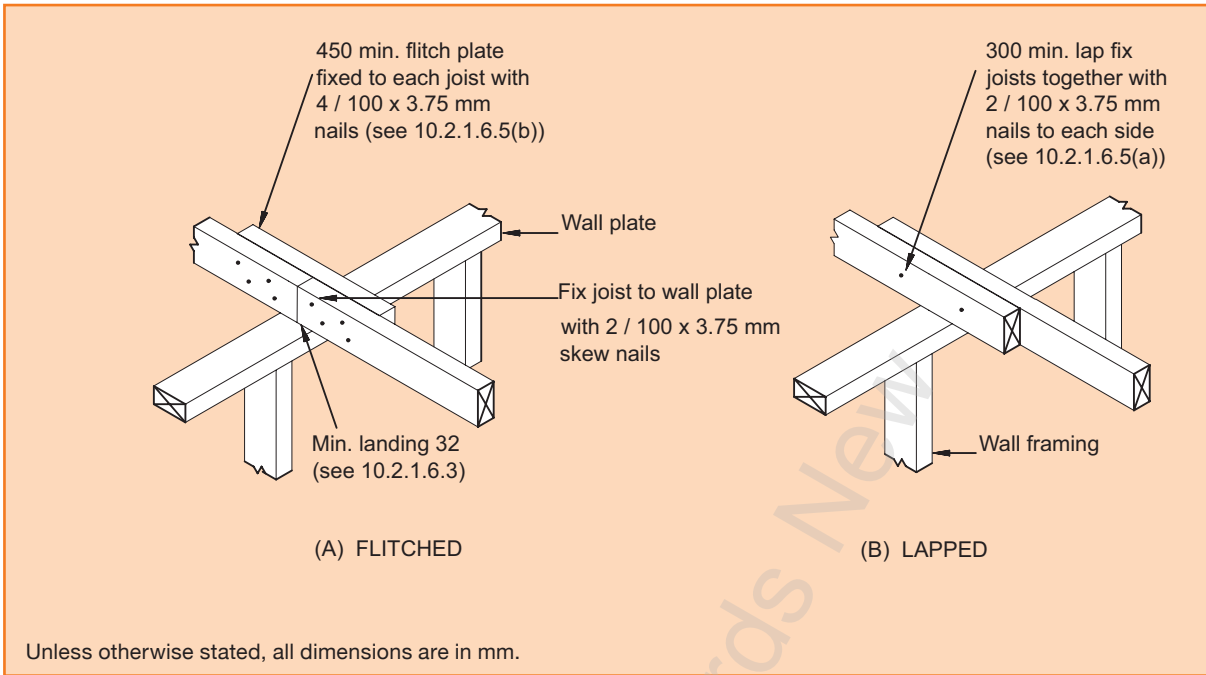 450 min. flitch plate
fixed to each joist with
4 / 100 x 3.75 mm
nails (see 10.2.1.6.5(b))
300 min. lap fix
joists together with
2 / 100 x 3.75 mm
nails to each side
(see 10.2.1.6.5(a))
Wall plate
Fix joist to wall plate
with 2 / 100 x 3.75 mm
skew nails
Min. landing 32
(see 10.2.1.6.3)
Wall framing
(A) FLITCHED
(B) LAPPED
Unless otherwise stated, all dimensions are in mm.
rds New